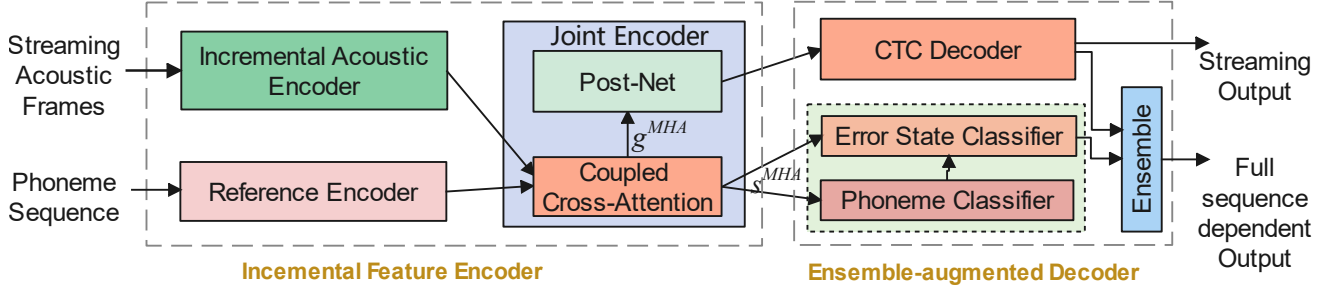 Streaming
Acoustic
Frames
Phoneme
Sequence
Incremental Acoustic
Encoder
Reference Encoder
Joint Encoder
Post-Net
g^MHA
Coupled
Cross-Attention
s^MHA
Incemental Feature Encoder
CTC Decoder
Error State Classifier
Phoneme Classifier
Ensemble
Ensemble-augmented Decoder
Streaming
Output
Full
sequence
dependent
Output